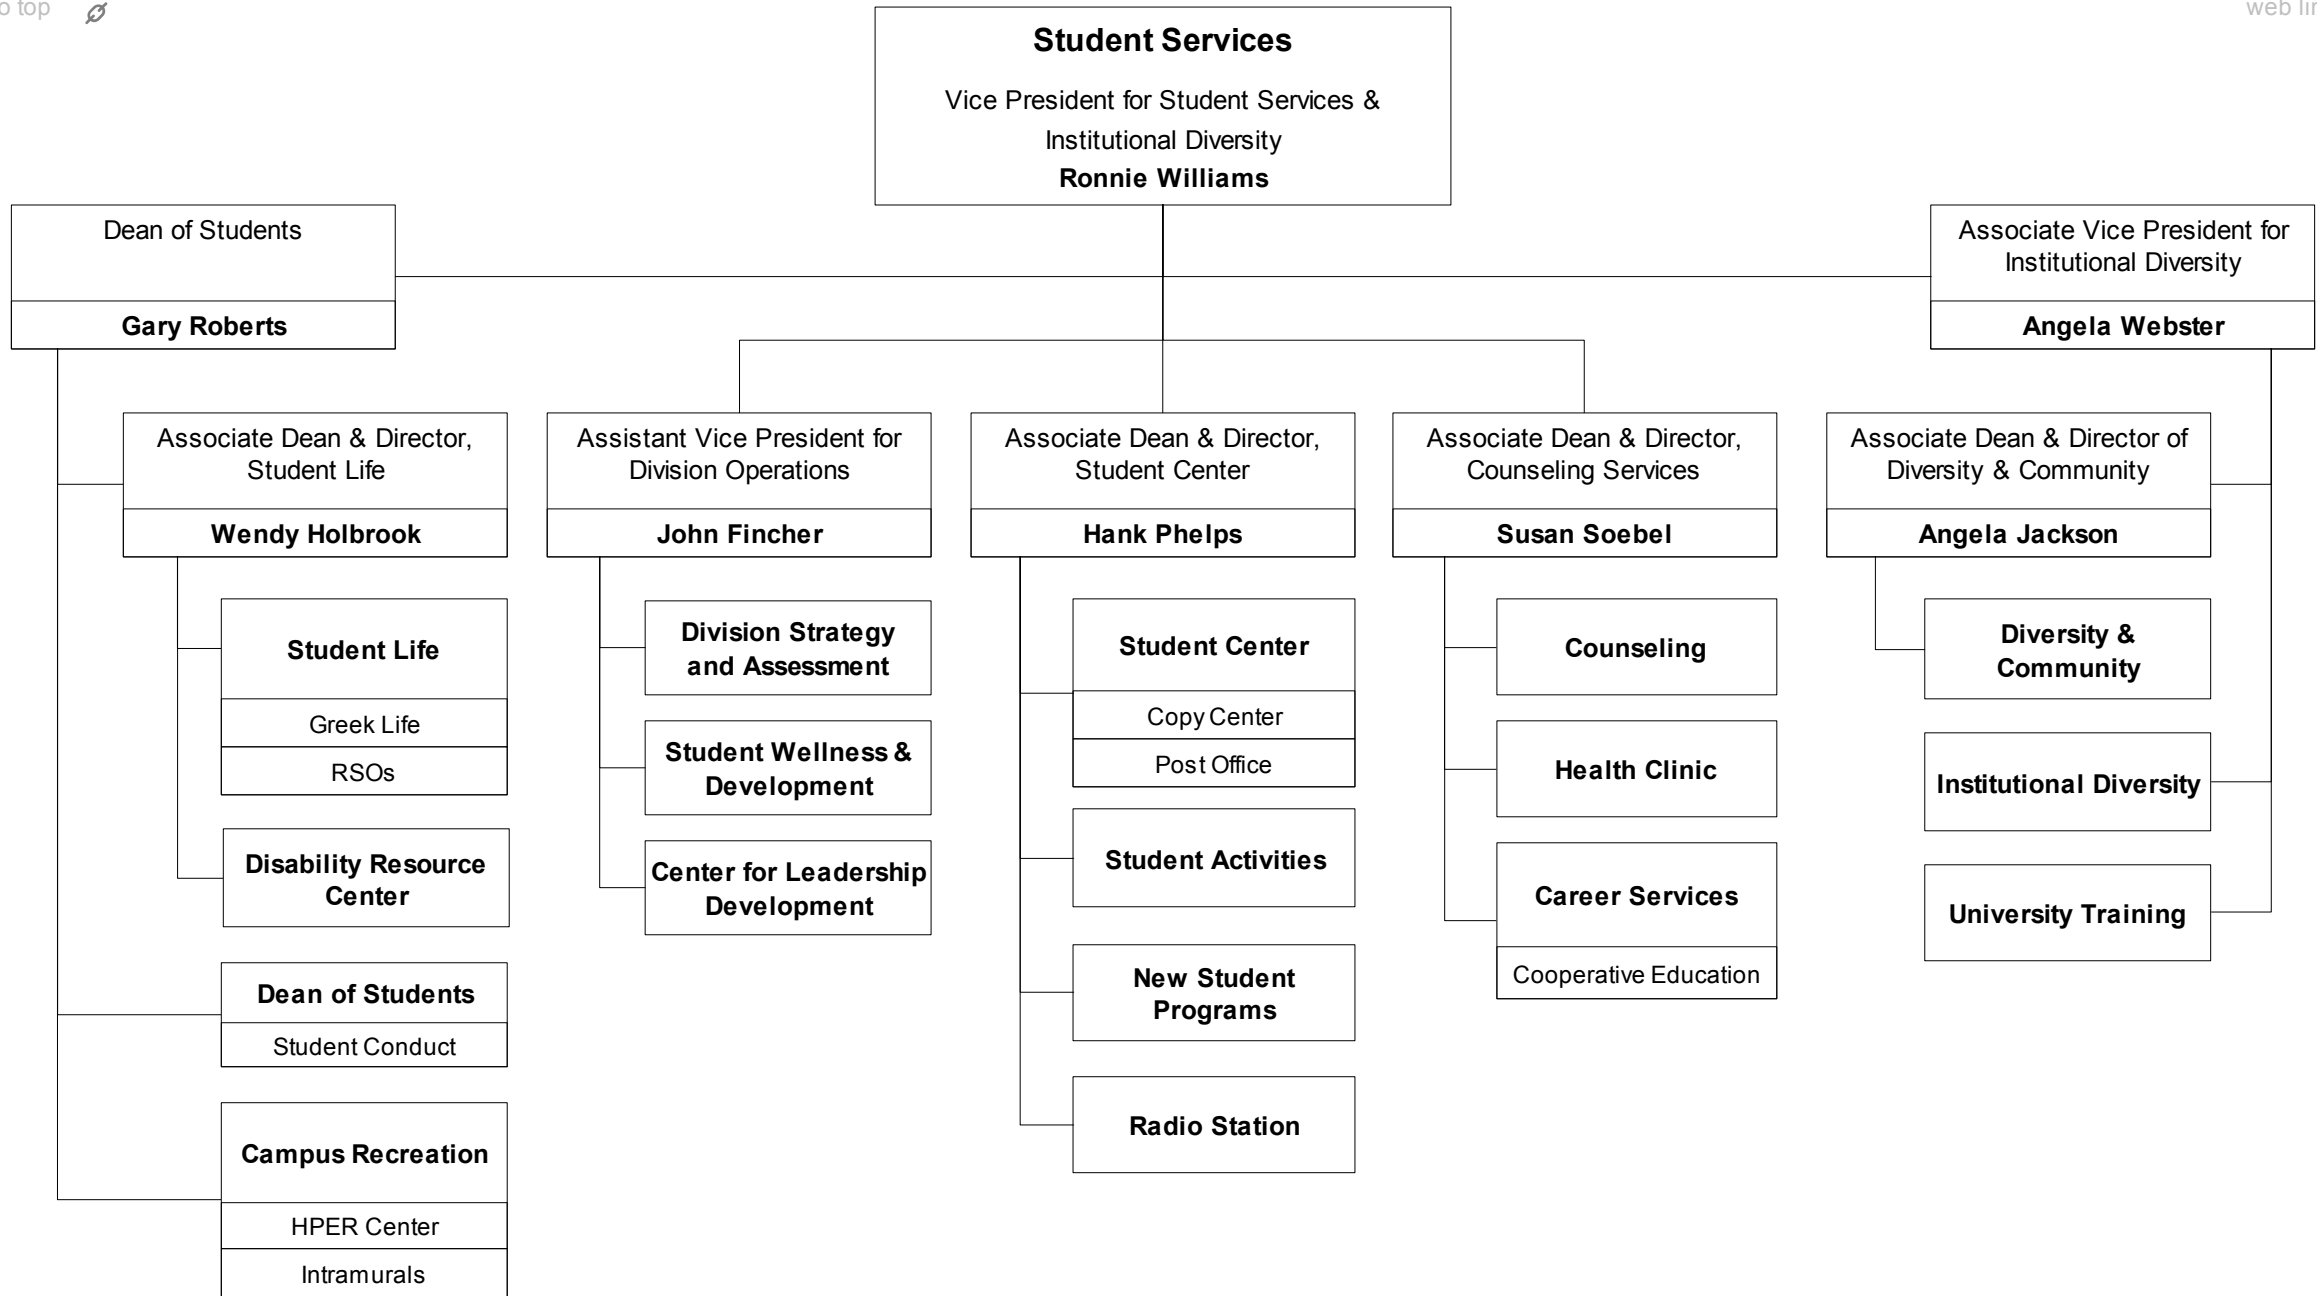 o top
web lin
Student Services
Vice President for Student Services &
Institutional Diversity
Ronnie Williams
Dean of Students
Gary Roberts
Associate Vice President for
Institutional Diversity
Angela Webster
Associate Dean & Director,
Student Life
Wendy Holbrook
Student Life
Greek Life
RSOs
Disability Resource
Center
Dean of Students
Student Conduct
Campus Recreation
HPER Center
Intramurals
Assistant Vice President for
Division Operations
John Fincher
Division Strategy
and Assessment
Student Wellness &
Development
Center for Leadership
Development
Associate Dean & Director,
Student Center
Hank Phelps
Student Center
Copy Center
Post Office
Student Activities
New Student
Programs
Radio Station
Associate Dean & Director,
Counseling Services
Susan Soebel
Counseling
Health Clinic
Career Services
Cooperative Education
Associate Dean & Director of
Diversity & Community
Angela Jackson
Diversity &
Community
Institutional Diversity
University Training